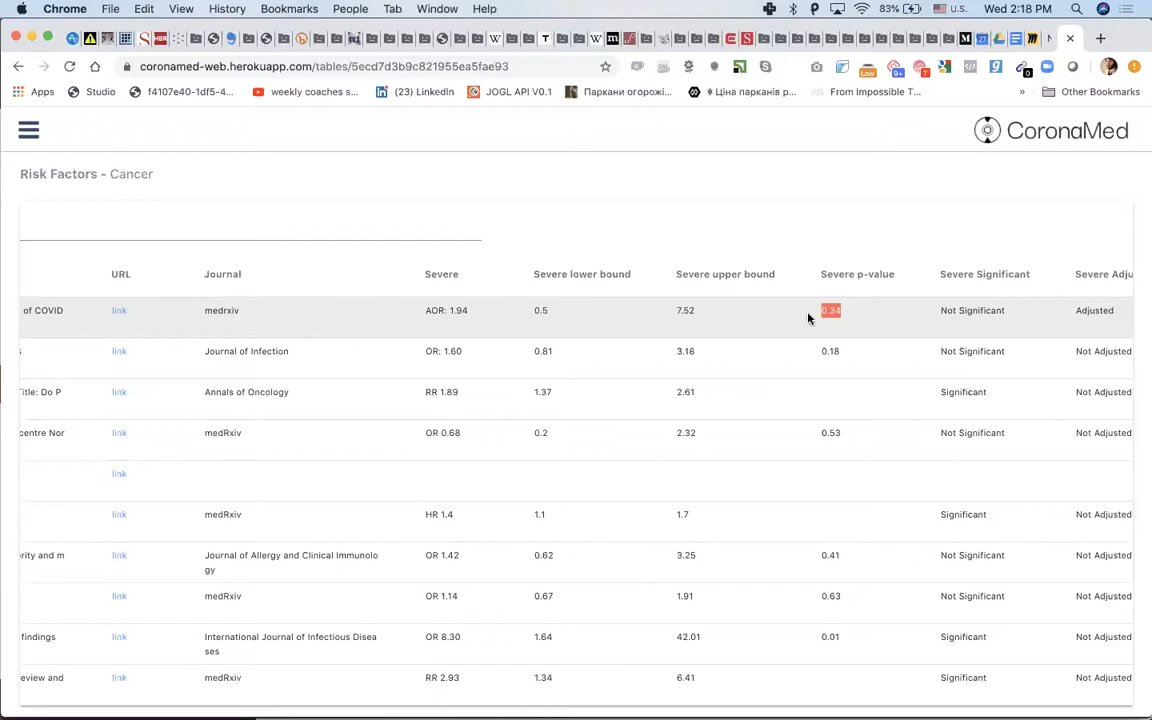 Chrome File Edit View History Bookmarks People Tab Window Help 83% U.S. Wed 2:18 PM
coronamed-web.herokuapp.com/tables/5ecd7d3b9c821955ea5fae93
Apps Studio f4107e40-1df5-4... weekly coaches s... (23) LinkedIn JOGL API V0.1 Паркани огорожі... Ціна парканів р... From Impossible T... » Other Bookmarks
CoronaMed
Risk Factors - Cancer
URL Journal Severe Severe lower bound Severe upper bound Severe p-value Severe Significant Severe Adju
of COVID link medrxiv AOR: 1.94 0.5 7.52 0.34 Not Significant Adjusted
link Journal of Infection OR: 1.60 0.81 3.18 0.18 Not Significant Not Adjusted
Title: Do P link Annals of Oncology RR 1.89 1.37 2.61 Significant Not Adjusted
centre Nor link medRxiv OR 0.68 0.2 2.32 0.53 Not Significant Not Adjusted
link
link medRxiv HR 1.4 1.1 1.7 Significant Not Adjusted
rity and m link Journal of Allergy and Clinical Immunolo OR 1.42 0.62 3.25 0.41 Not Significant Not Adjusted
gy
link medRxiv OR 1.14 0.67 1.91 0.63 Not Significant Not Adjusted
findings link International Journal of Infectious Disea OR 8.30 1.64 42.01 0.01 Significant Not Adjusted
ses
eview and link medRxiv RR 2.93 1.34 6.41 Significant Not Adjusted